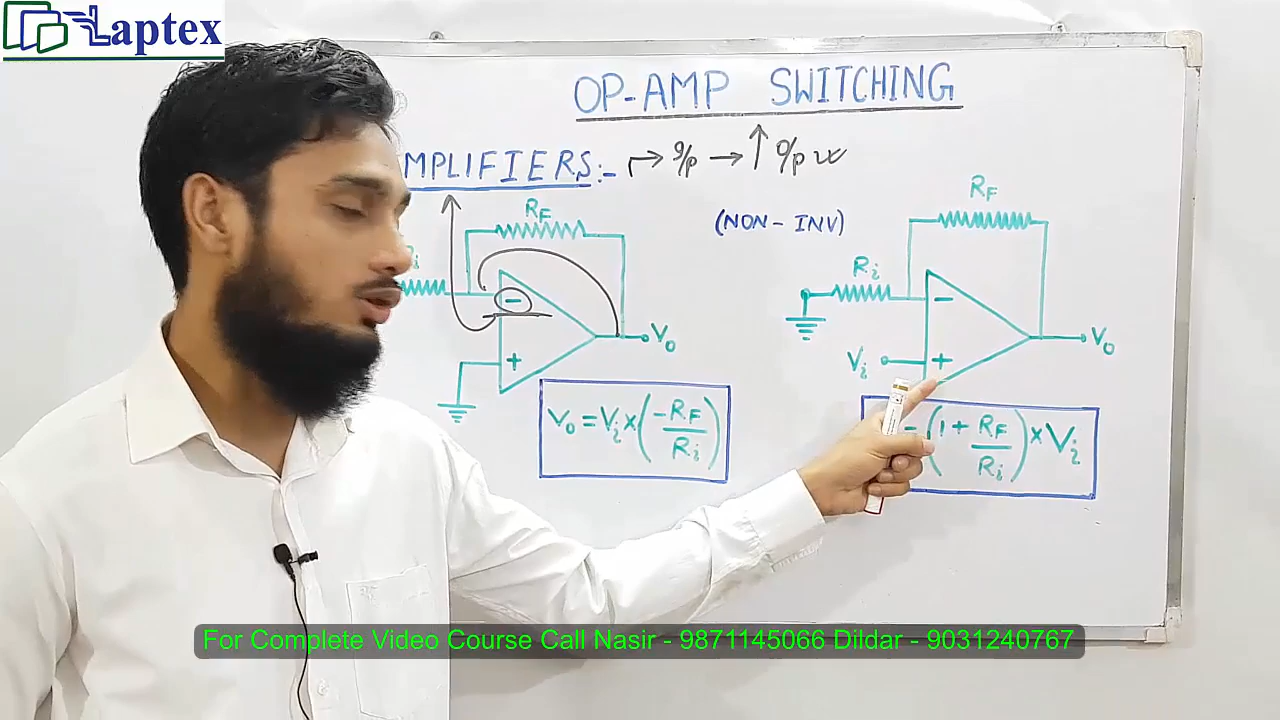 Laptex
OP-AMP SWITCHING
MPLIFIERS:-
I/p → ↑ O/p
RF
(NON-INV)
RF
Ri
Ri
−
−
Vo
Vo
Vi
+
+
Vo = Vi × (-RF/Ri)
= (1 + RF/Ri) × Vi
For Complete Video Course Call Nasir - 9871145066 Dildar - 9031240767